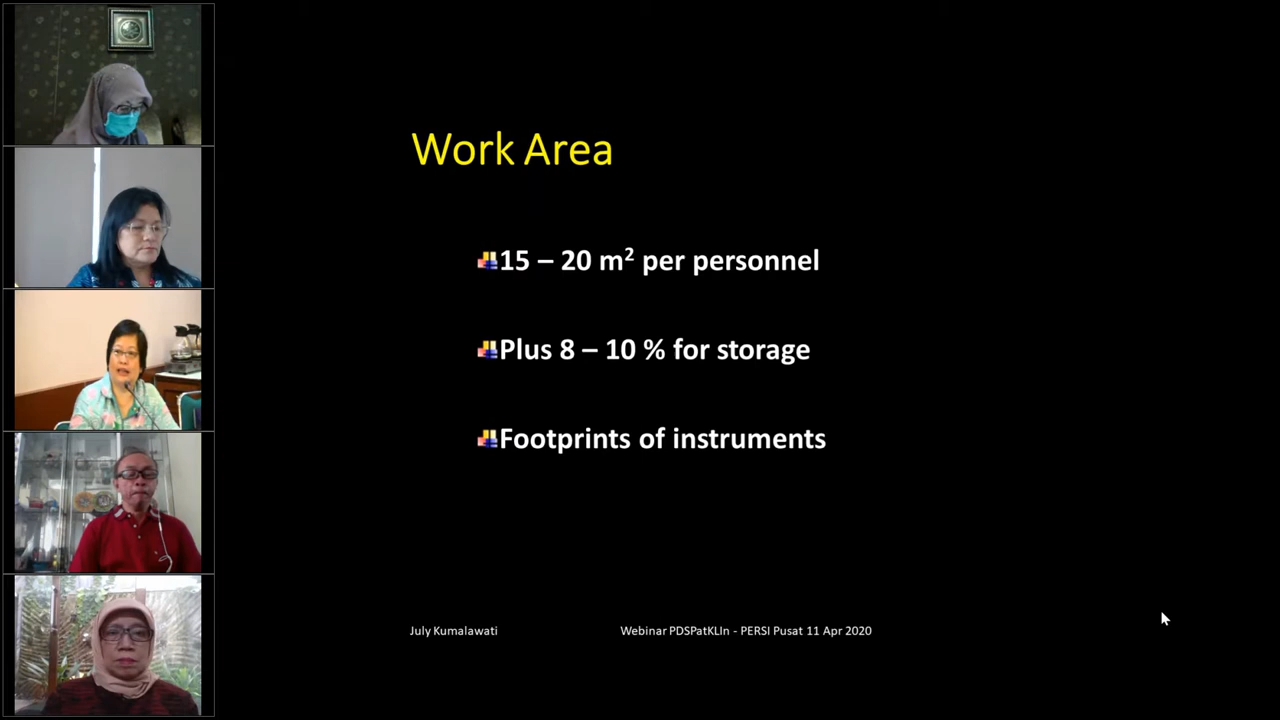 Work Area
15 – 20 m² per personnel
Plus 8 – 10 % for storage
Footprints of instruments
July Kumalawati
Webinar PDSPatKLIn - PERSI Pusat 11 Apr 2020